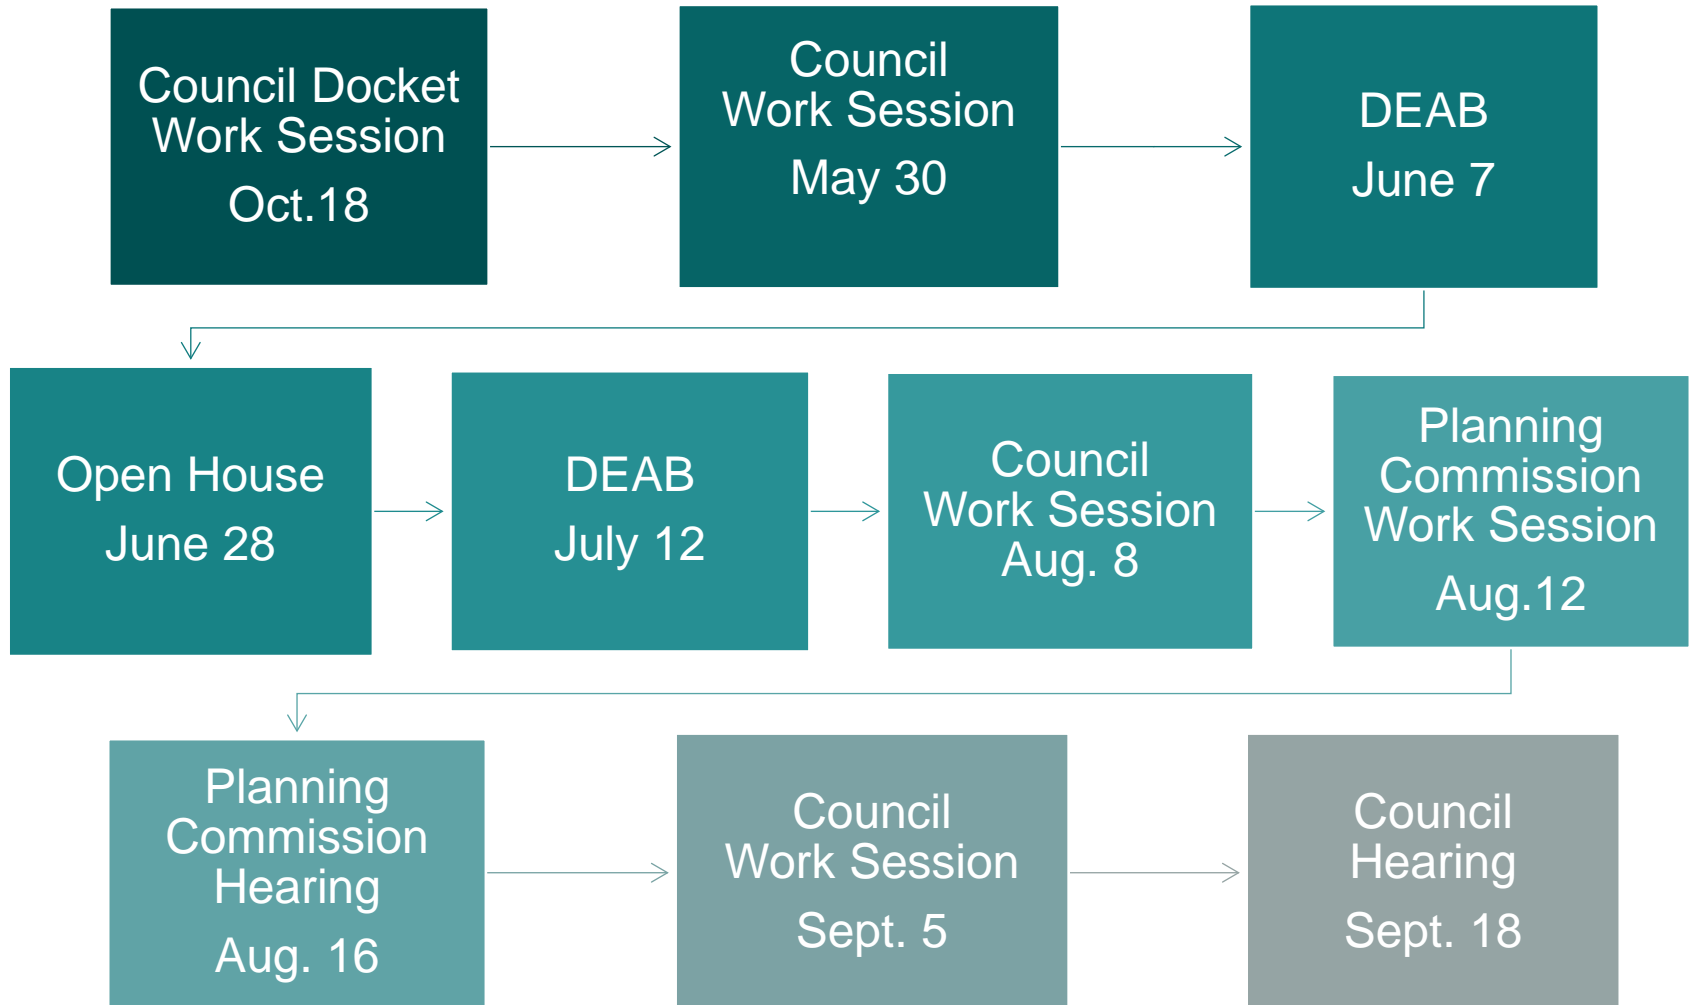 Council Docket
Work Session
Oct.18
Council
Work Session
May 30
DEAB
June 7
Open House
June 28
DEAB
July 12
Council
Work Session
Aug. 8
Planning
Commission
Work Session
Aug.12
Planning
Commission
Hearing
Aug. 16
Council
Work Session
Sept. 5
Council
Hearing
Sept. 18